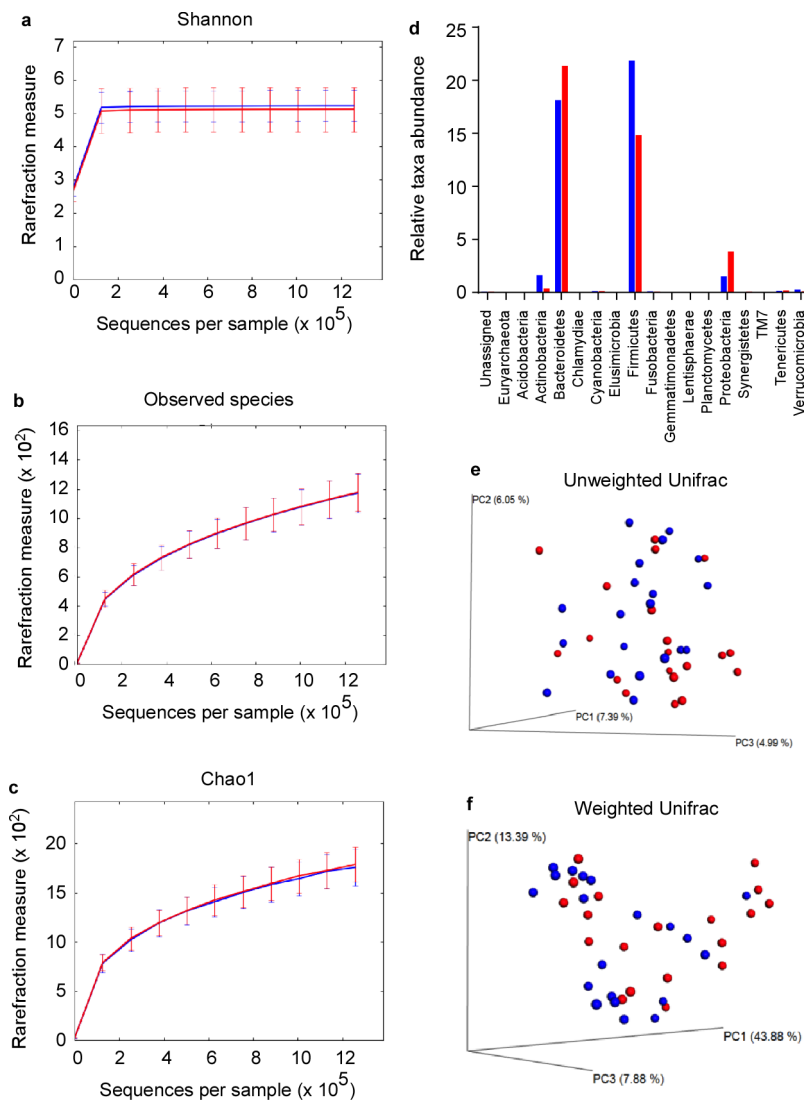 a
Shannon
Rarefraction measure
7
6
5
4
3
2
1
0
0 2 4 6 8 10 12
Sequences per sample (x 10⁵)
b
Observed species
Rarefraction measure (x 10²)
16
14
12
10
8
6
4
2
0
0 2 4 6 8 10 12
Sequences per sample (x 10⁵)
c
Chao1
Rarefraction measure (x 10²)
20
15
10
5
0
0 2 4 6 8 10 12
Sequences per sample (x 10⁵)
d
Relative taxa abundance
25
20
15
10
5
0
Unassigned
Euryarchaeota
Acidobacteria
Actinobacteria
Bacteroidetes
Chlamydiae
Cyanobacteria
Elusimicrobia
Firmicutes
Fusobacteria
Gemmatimonadetes
Lentisphaerae
Planctomycetes
Proteobacteria
Synergistetes
TM7
Tenericutes
Verrucomicrobia
e
Unweighted Unifrac
PC2 (6.05 %)
PC1 (7.39 %)
PC3 (4.99 %)
f
Weighted Unifrac
PC2 (13.39 %)
PC1 (43.88 %)
PC3 (7.88 %)